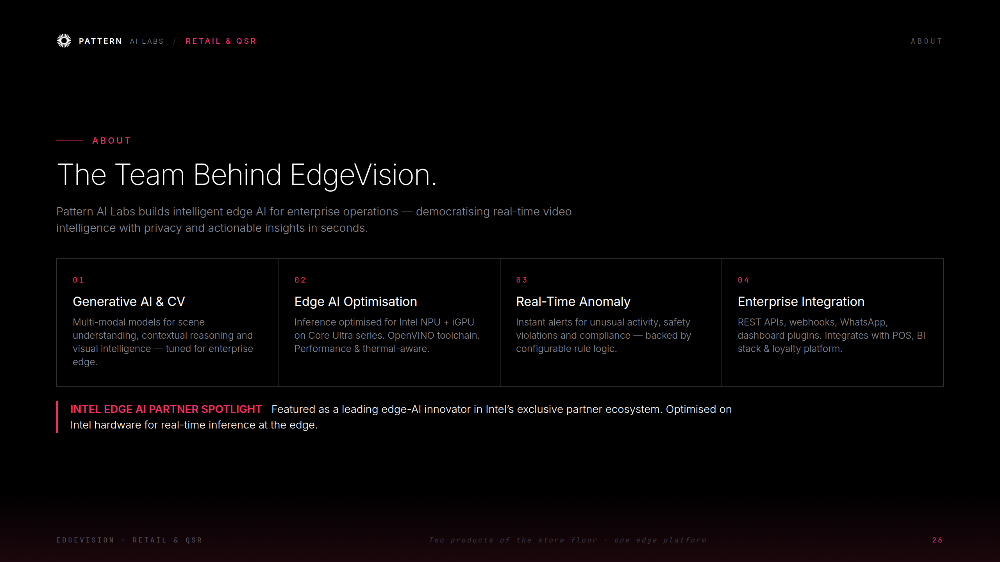 PATTERN AI LABS / RETAIL & QSR
ABOUT
ABOUT
The Team Behind EdgeVision.
Pattern AI Labs builds intelligent edge AI for enterprise operations — democratising real-time video
intelligence with privacy and actionable insights in seconds.
01
Generative AI & CV
Multi-modal models for scene
understanding, contextual reasoning and
visual intelligence — tuned for enterprise
edge.
02
Edge AI Optimisation
Inference optimised for Intel NPU + iGPU
on Core Ultra series. OpenVINO toolchain.
Performance & thermal-aware.
03
Real-Time Anomaly
Instant alerts for unusual activity, safety
violations and compliance — backed by
configurable rule logic.
04
Enterprise Integration
REST APIs, webhooks, WhatsApp,
dashboard plugins. Integrates with POS, BI
stack & loyalty platform.
INTEL EDGE AI PARTNER SPOTLIGHT Featured as a leading edge-AI innovator in Intel’s exclusive partner ecosystem. Optimised on
Intel hardware for real-time inference at the edge.
EDGEVISION · RETAIL & QSR
Two products of the store floor · one edge platform
26